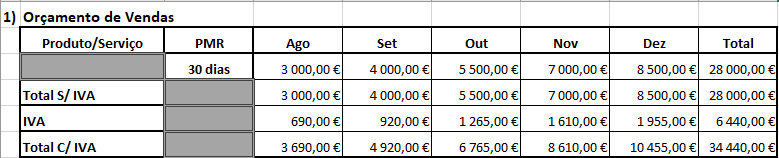 1) Orçamento de Vendas
Produto/Serviço PMR Ago Set Out Nov Dez Total
30 dias 3 000,00 € 4 000,00 € 5 500,00 € 7 000,00 € 8 500,00 € 28 000,00 €
Total S/ IVA 3 000,00 € 4 000,00 € 5 500,00 € 7 000,00 € 8 500,00 € 28 000,00 €
IVA 690,00 € 920,00 € 1 265,00 € 1 610,00 € 1 955,00 € 6 440,00 €
Total C/ IVA 3 690,00 € 4 920,00 € 6 765,00 € 8 610,00 € 10 455,00 € 34 440,00 €